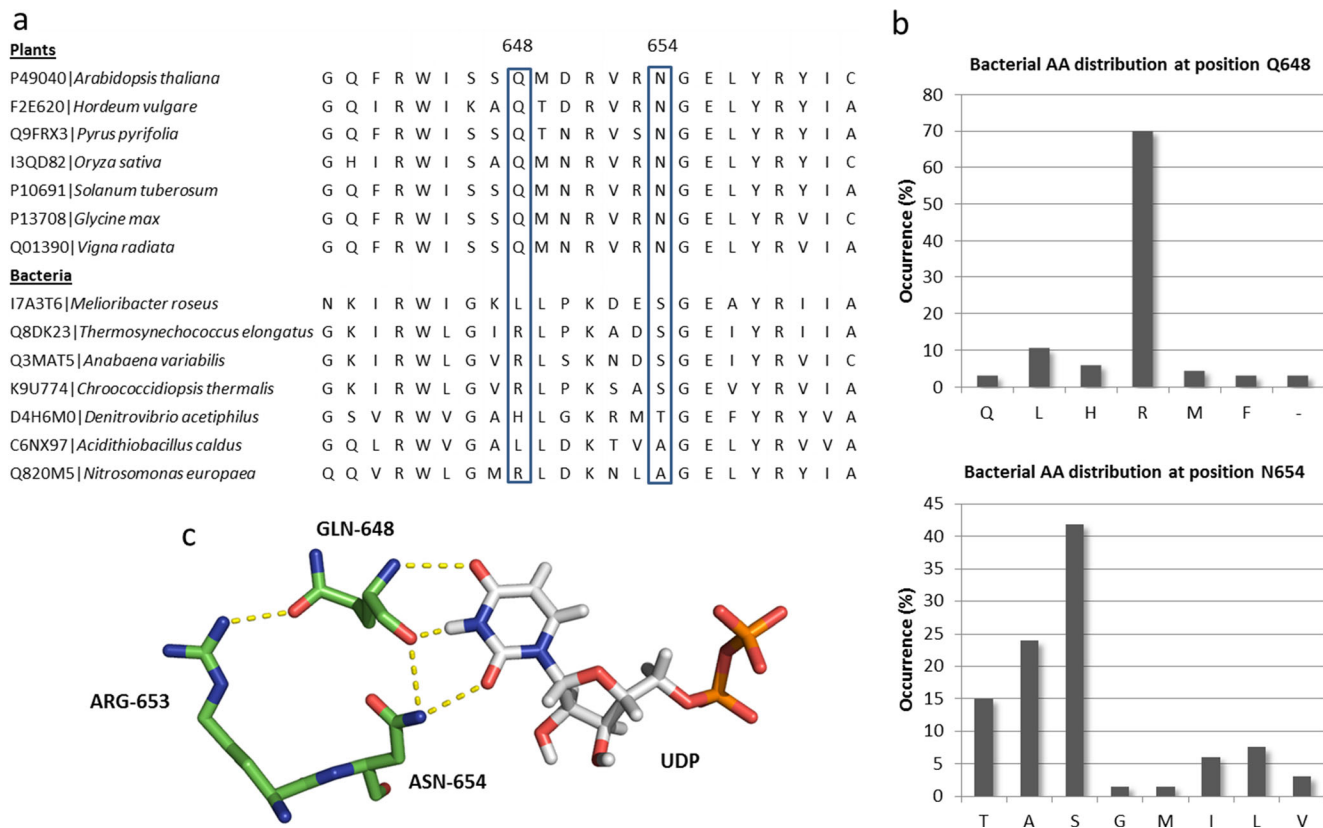 a
648 654
Plants
P49040|Arabidopsis thaliana G Q F R W I S S Q M D R V R N G E L Y R Y I C
F2E620|Hordeum vulgare G Q I R W I K A Q T D R V R N G E L Y R Y I A
Q9FRX3|Pyrus pyrifolia G Q F R W I S S Q T N R V S N G E L Y R Y I A
I3QD82|Oryza sativa G H I R W I S A Q M N R V R N G E L Y R Y I C
P10691|Solanum tuberosum G Q F R W I S S Q M N R V R N G E L Y R Y I A
P13708|Glycine max G Q F R W I S S Q M N R V R N G E L Y R V I C
Q01390|Vigna radiata G Q F R W I S S Q M N R V R N G E L Y R V I A
Bacteria
I7A3T6|Melioribacter roseus N K I R W I G K L L P K D E S G E A Y R I I A
Q8DK23|Thermosynechococcus elongatus G K I R W L G I R L P K A D S G E I Y R I I A
Q3MAT5|Anabaena variabilis G K I R W L G V R L S K N D S G E I Y R V I C
K9U774|Chroococcidiopsis thermalis G K I R W L G V R L P K S A S G E V Y R V I A
D4H6M0|Denitrovibrio acetiphilus G S V R W V G A H L G K R M T G E F Y R Y V A
C6NX97|Acidithiobacillus caldus G Q L R W V G A L L D K T V A G E L Y R V V A
Q820M5|Nitrosomonas europaea Q Q V R W L G M R L D K N L A G E L Y R Y I A
b
Bacterial AA distribution at position Q648
Occurrence (%)
80
70
60
50
40
30
20
10
0
Q L H R M F -
Bacterial AA distribution at position N654
Occurrence (%)
45
40
35
30
25
20
15
10
5
0
T A S G M I L V
c
GLN-648
ARG-653
ASN-654
UDP